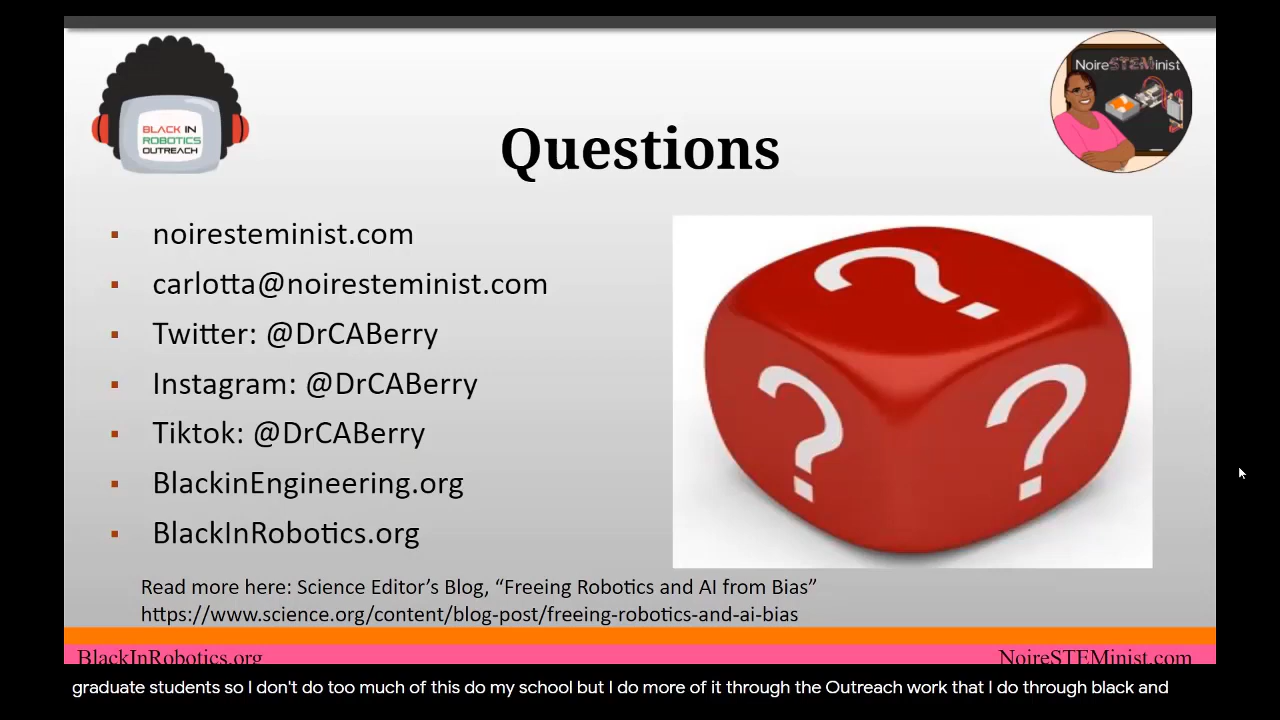 BLACK IN
ROBOTICS
OUTREACH
NoireSTEMinist
Questions
noiresteminist.com
carlotta@noiresteminist.com
Twitter: @DrCABerry
Instagram: @DrCABerry
Tiktok: @DrCABerry
BlackinEngineering.org
BlackInRobotics.org
?
?
?
Read more here: Science Editor’s Blog, “Freeing Robotics and AI from Bias”
https://www.science.org/content/blog-post/freeing-robotics-and-ai-bias
BlackInRobotics.org
NoireSTEMinist.com
graduate students so I don't do too much of this do my school but I do more of it through the Outreach work that I do through black and